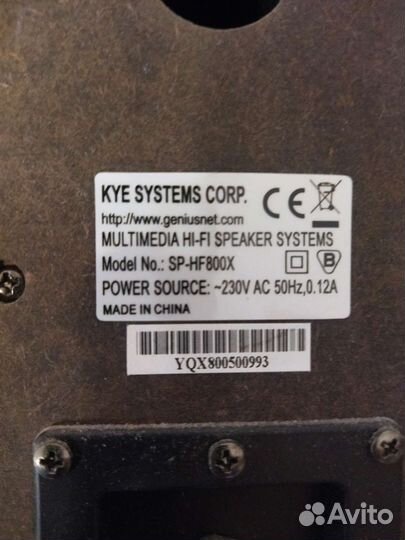 KYE SYSTEMS CORP.
http://www.geniusnet.com
MULTIMEDIA HI-FI SPEAKER SYSTEMS
Model No.: SP-HF800X
POWER SOURCE: ~230V AC 50Hz,0.12A
MADE IN CHINA
CE
B
YQX800500993
Avito